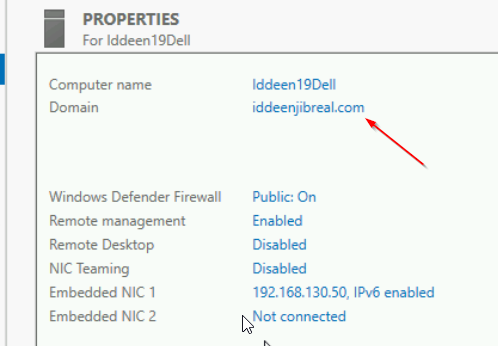 PROPERTIES
For Iddeen19Dell
Computer name Iddeen19Dell
Domain iddeenjibreal.com
Windows Defender Firewall Public: On
Remote management Enabled
Remote Desktop Disabled
NIC Teaming Disabled
Embedded NIC 1 192.168.130.50, IPv6 enabled
Embedded NIC 2 Not connected